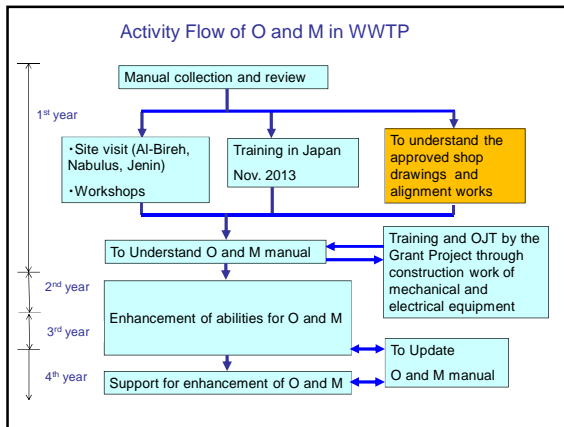 Activity Flow of O and M in WWTP
Manual collection and review
1st year
・Site visit (Al-Bireh,
Nabulus, Jenin)
・Workshops
Training in Japan
Nov. 2013
To understand the
approved shop
drawings and
alignment works
To Understand O and M manual
Training and OJT by the
Grant Project through
construction work of
mechanical and
electrical equipment
2nd year
Enhancement of abilities for O and M
3rd year
To Update
O and M manual
4th year
Support for enhancement of O and M